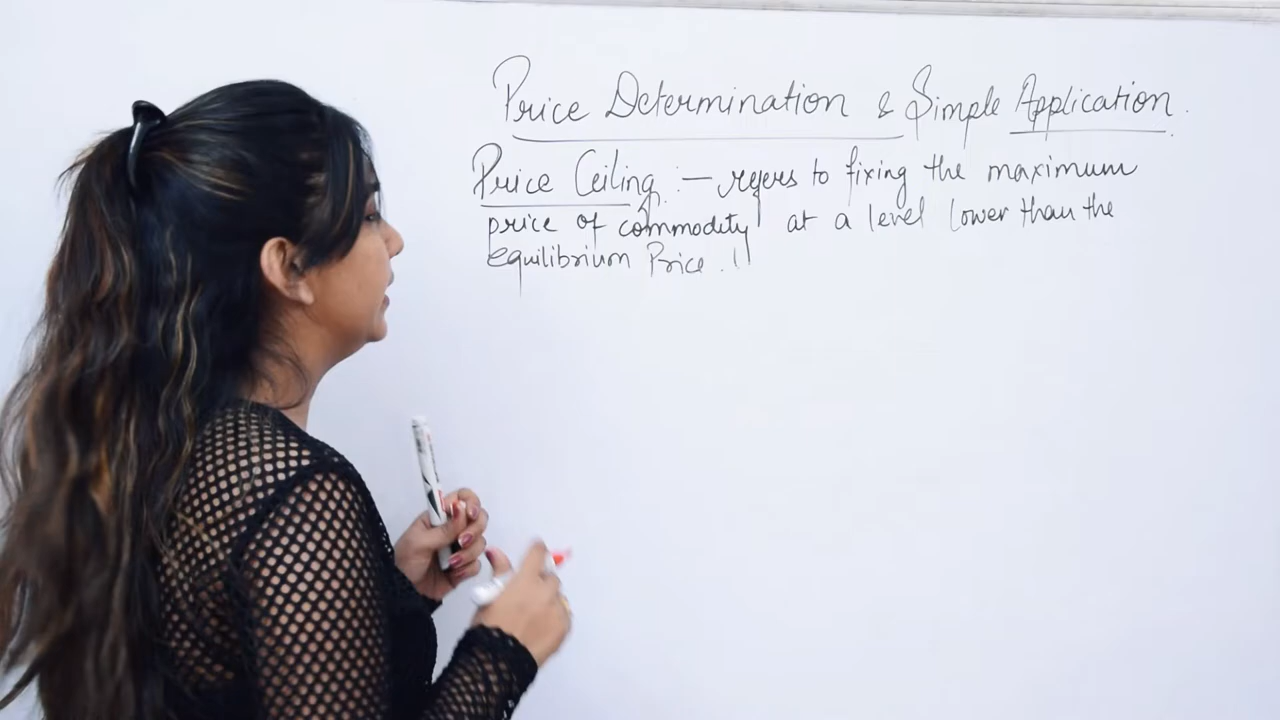 Price Determination & Simple Application.
Price Ceiling :- refers to fixing the maximum
price of commodity at a level lower than the
equilibrium Price . !!